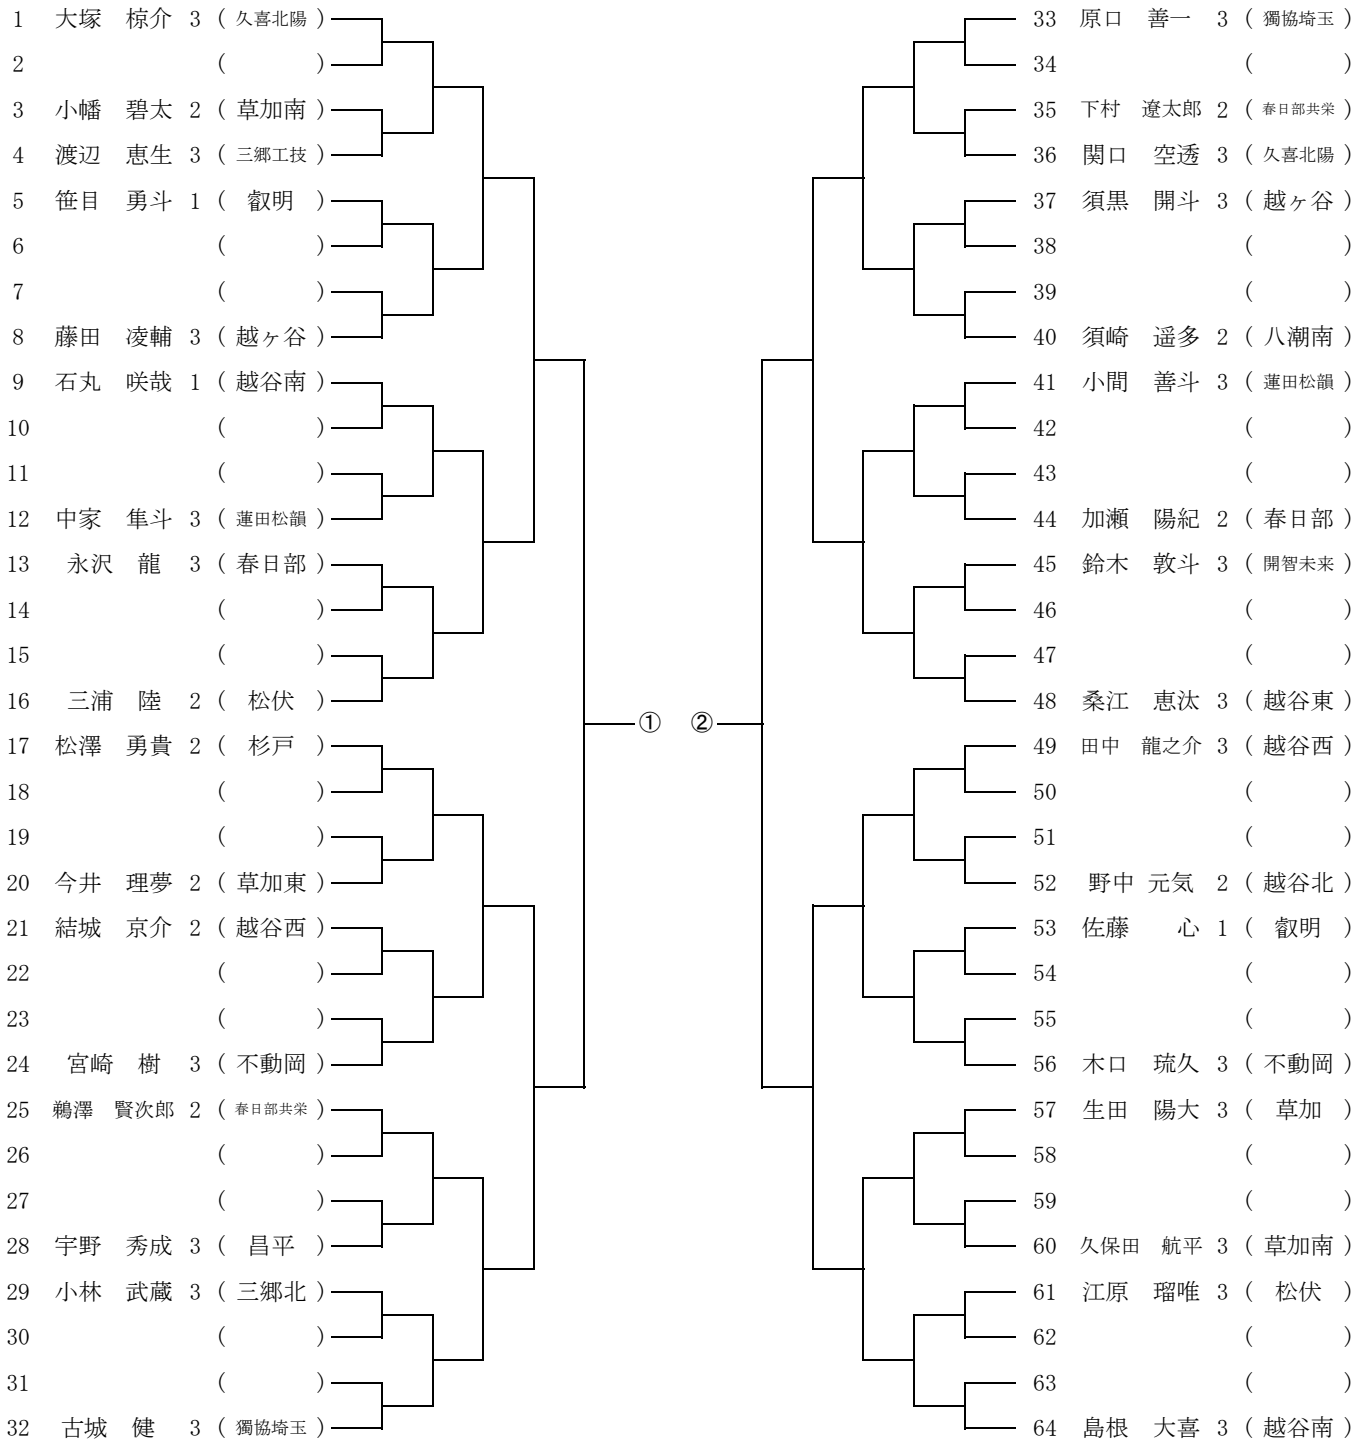 1 大塚 椋介 3 ( 久喜北陽 )
2 ( )
3 小幡 碧太 2 ( 草加南 )
4 渡辺 恵生 3 ( 三郷工技 )
5 笹目 勇斗 1 ( 叡明 )
6 ( )
7 ( )
8 藤田 凌輔 3 ( 越ヶ谷 )
9 石丸 咲哉 1 ( 越谷南 )
10 ( )
11 ( )
12 中家 隼斗 3 ( 蓮田松韻 )
13 永沢 龍 3 ( 春日部 )
14 ( )
15 ( )
16 三浦 陸 2 ( 松伏 )
17 松澤 勇貴 2 ( 杉戸 )
18 ( )
19 ( )
20 今井 理夢 2 ( 草加東 )
21 結城 京介 2 ( 越谷西 )
22 ( )
23 ( )
24 宮崎 樹 3 ( 不動岡 )
25 鵜澤 賢次郎 2 ( 春日部共栄 )
26 ( )
27 ( )
28 宇野 秀成 3 ( 昌平 )
29 小林 武蔵 3 ( 三郷北 )
30 ( )
31 ( )
32 古城 健 3 ( 獨協埼玉 )
① ②
33 原口 善一 3 ( 獨協埼玉 )
34 ( )
35 下村 遼太郎 2 ( 春日部共栄 )
36 関口 空透 3 ( 久喜北陽 )
37 須黒 開斗 3 ( 越ヶ谷 )
38 ( )
39 ( )
40 須崎 遥多 2 ( 八潮南 )
41 小間 善斗 3 ( 蓮田松韻 )
42 ( )
43 ( )
44 加瀬 陽紀 2 ( 春日部 )
45 鈴木 敦斗 3 ( 開智未来 )
46 ( )
47 ( )
48 桑江 恵汰 3 ( 越谷東 )
49 田中 龍之介 3 ( 越谷西 )
50 ( )
51 ( )
52 野中 元気 2 ( 越谷北 )
53 佐藤 心 1 ( 叡明 )
54 ( )
55 ( )
56 木口 琉久 3 ( 不動岡 )
57 生田 陽大 3 ( 草加 )
58 ( )
59 ( )
60 久保田 航平 3 ( 草加南 )
61 江原 瑠唯 3 ( 松伏 )
62 ( )
63 ( )
64 島根 大喜 3 ( 越谷南 )